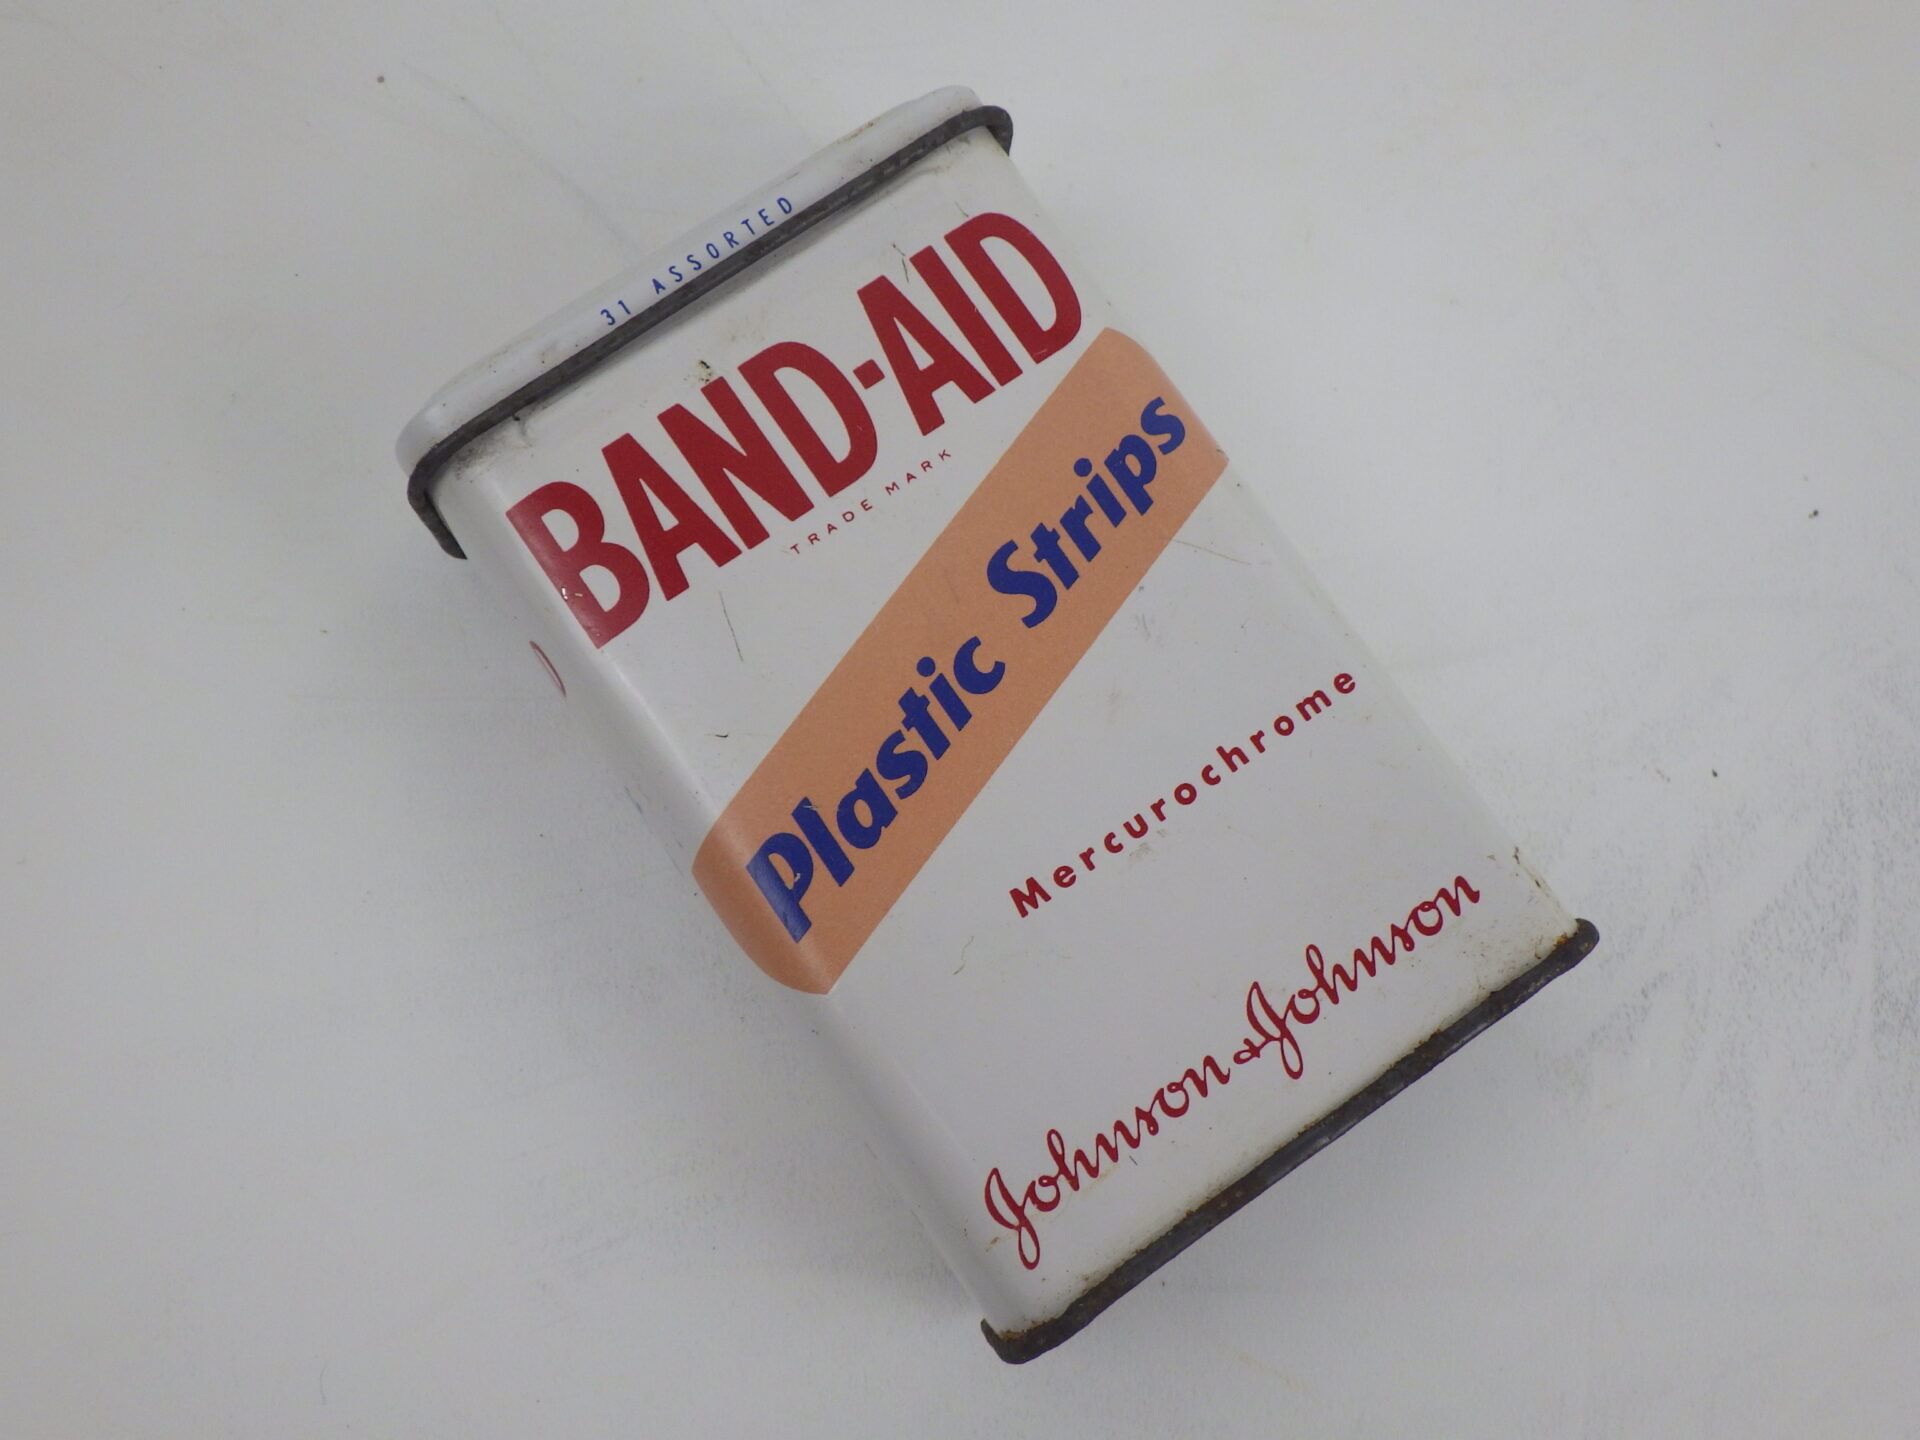 31 ASSORTED
BAND-AID
TRADE MARK
Plastic Strips
Mercurochrome
Johnson & Johnson